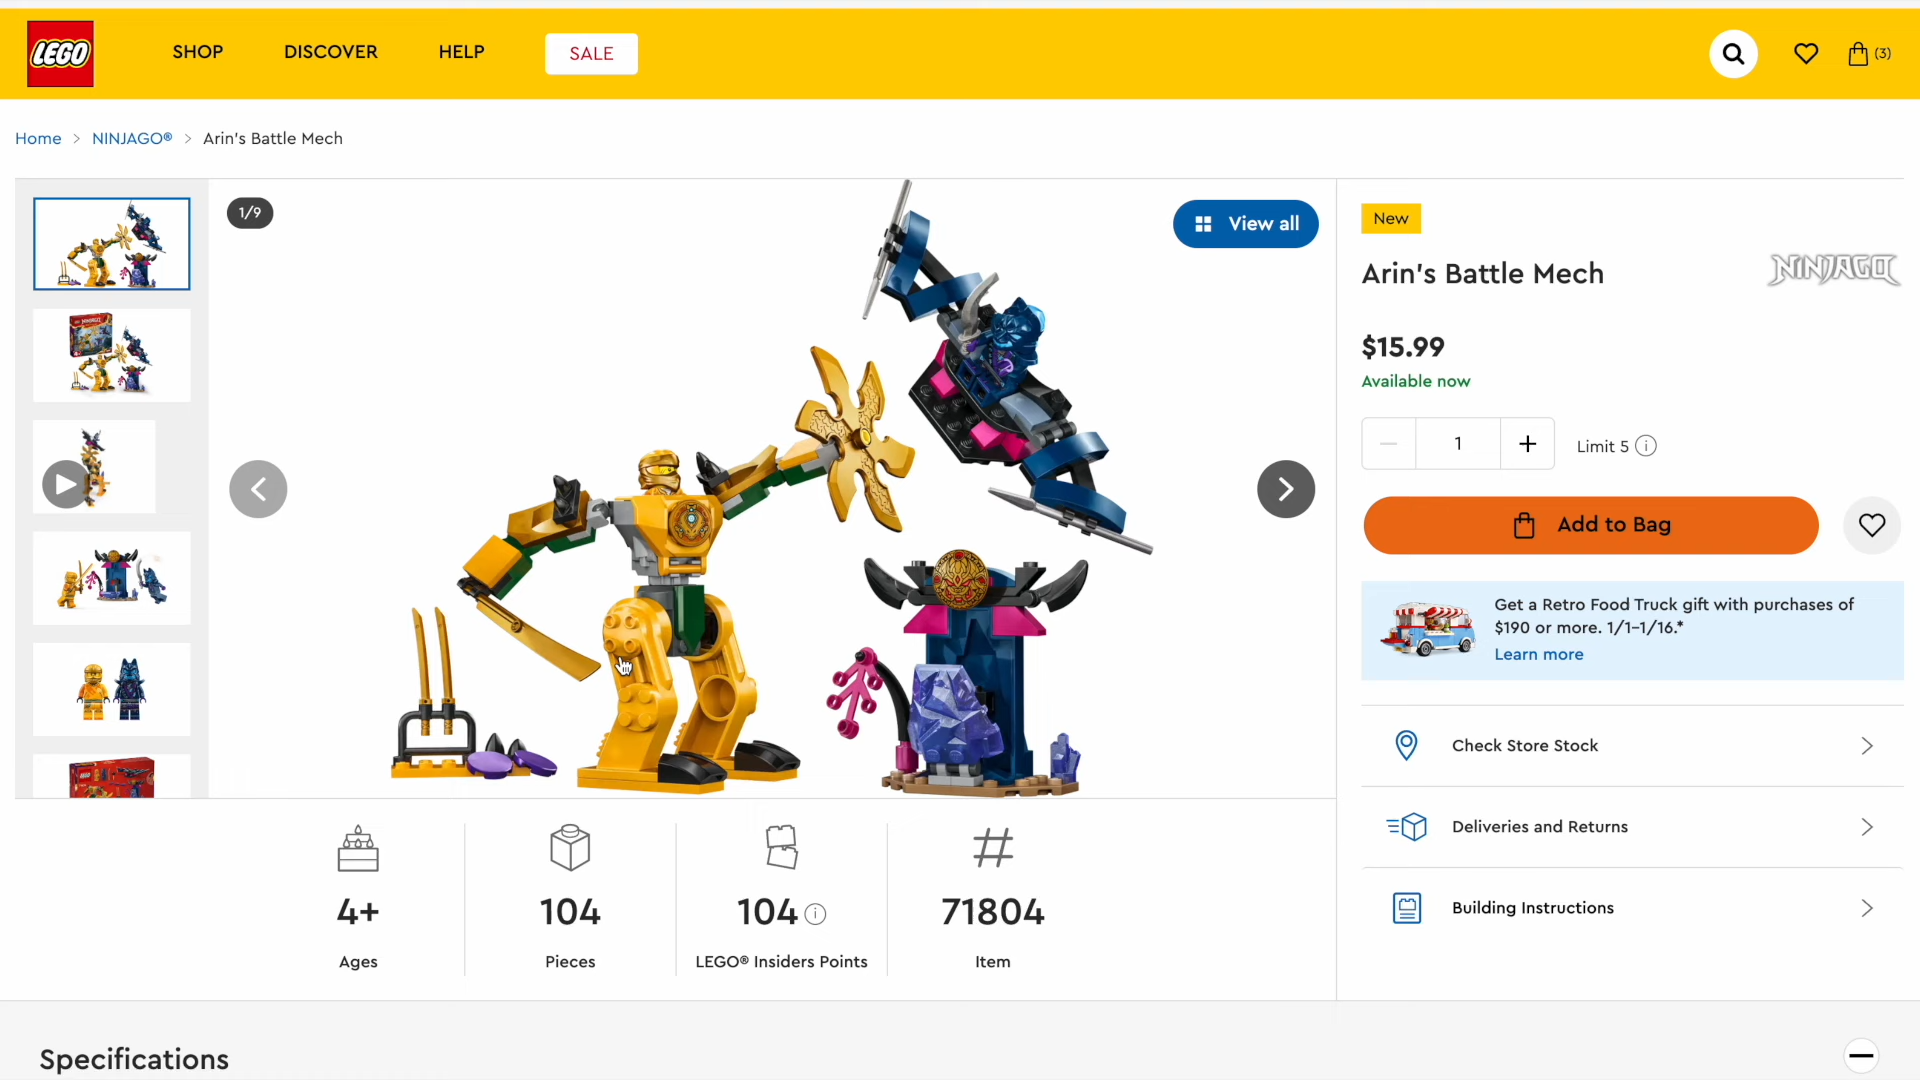 LEGO
SHOP
DISCOVER
HELP
SALE
(3)
Home > NINJAGO® > Arin's Battle Mech
1/9
View all
New
Arin's Battle Mech
NINJAGO
$15.99
Available now
1
Limit 5
Add to Bag
Get a Retro Food Truck gift with purchases of
$190 or more. 1/1–1/16.*
Learn more
Check Store Stock
Deliveries and Returns
Building Instructions
4+
Ages
104
Pieces
104
LEGO® Insiders Points
71804
Item
Specifications